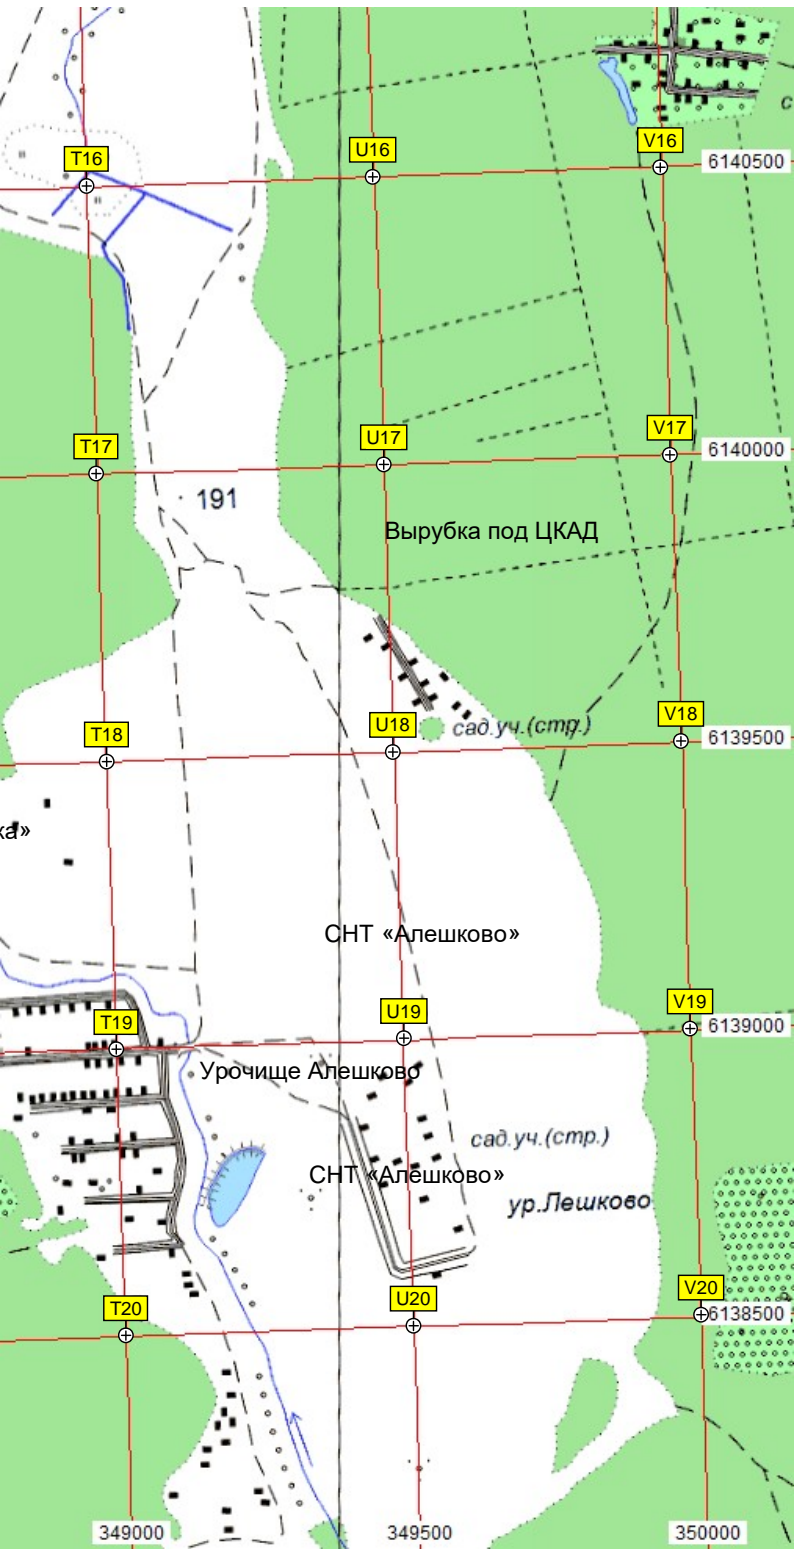 с
T16
U16
V16
6140500
T17
U17
V17
6140000
191
Вырубка под ЦКАД
T18
U18
сад.уч.(стр.)
V18
6139500
ка»
СНТ «Алешково»
T19
U19
V19
6139000
Урочище Алешково
сад.уч.(стр.)
СНТ «Алешково»
ур.Лешково
T20
U20
V20
6138500
349000
349500
350000